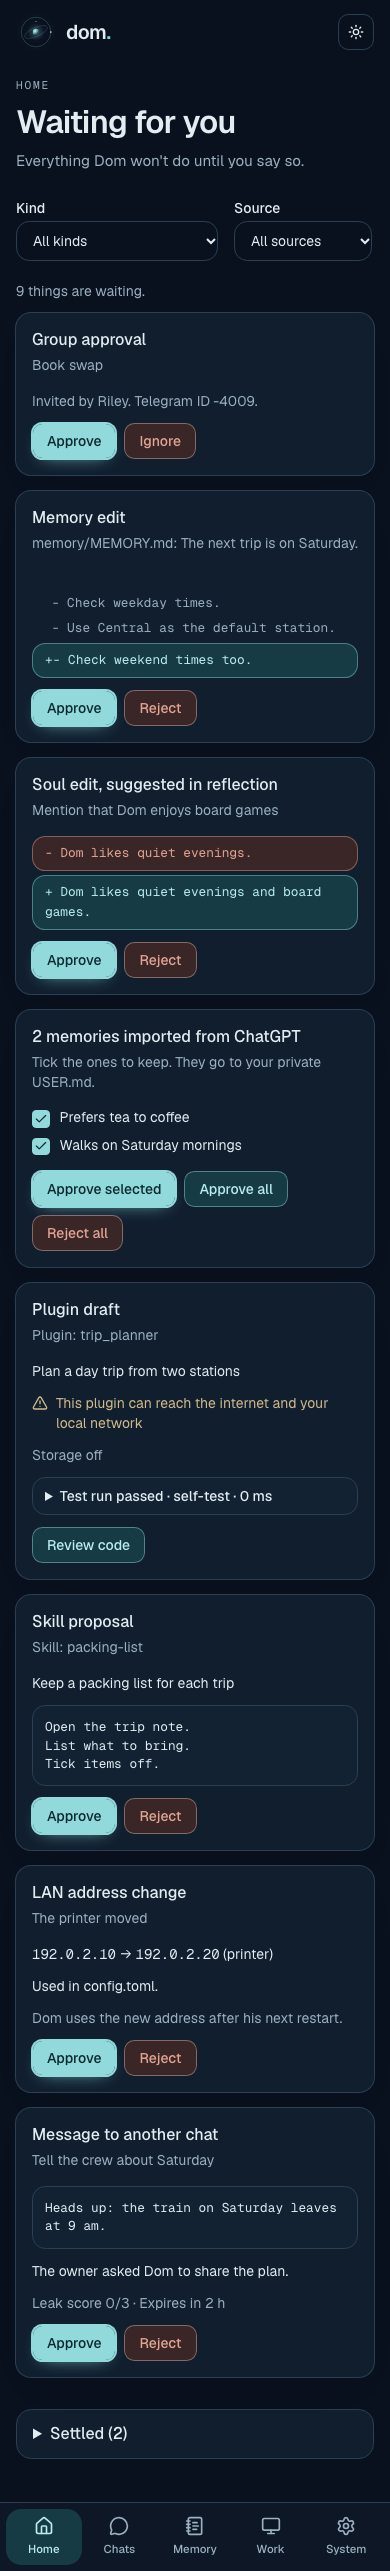 dom.
HOME
Waiting for you
Everything Dom won't do until you say so.
Kind
Source
All kinds
All sources
9 things are waiting.
Group approval
Book swap
Invited by Riley. Telegram ID -4009.
Approve
Ignore
Memory edit
memory/MEMORY.md: The next trip is on Saturday.
- Check weekday times.
- Use Central as the default station.
+- Check weekend times too.
Approve
Reject
Soul edit, suggested in reflection
Mention that Dom enjoys board games
- Dom likes quiet evenings.
+ Dom likes quiet evenings and board
games.
Approve
Reject
2 memories imported from ChatGPT
Tick the ones to keep. They go to your private
USER.md.
Prefers tea to coffee
Walks on Saturday mornings
Approve selected
Approve all
Reject all
Plugin draft
Plugin: trip_planner
Plan a day trip from two stations
This plugin can reach the internet and your
local network
Storage off
Test run passed · self-test · 0 ms
Review code
Skill proposal
Skill: packing-list
Keep a packing list for each trip
Open the trip note.
List what to bring.
Tick items off.
Approve
Reject
LAN address change
The printer moved
192.0.2.10 → 192.0.2.20 (printer)
Used in config.toml.
Dom uses the new address after his next restart.
Approve
Reject
Message to another chat
Tell the crew about Saturday
Heads up: the train on Saturday leaves
at 9 am.
The owner asked Dom to share the plan.
Leak score 0/3 · Expires in 2 h
Approve
Reject
Settled (2)
Home
Chats
Memory
Work
System